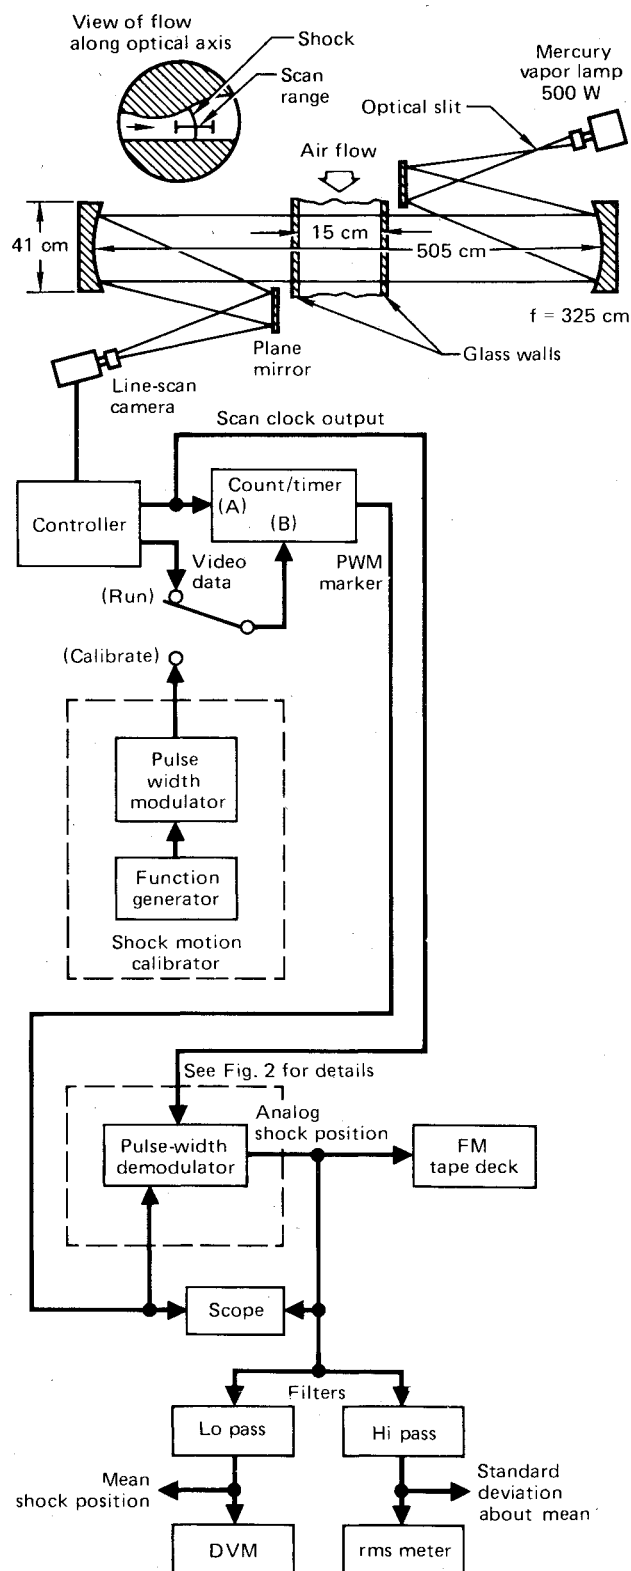 View of flow
along optical axis
Shock
Scan
range
Mercury
vapor lamp
500 W
Optical slit
Air flow
41 cm
15 cm
505 cm
f = 325 cm
Plane
mirror
Glass walls
Line-scan
camera
Scan clock output
Controller
Count/timer
(A)
(B)
Video
data
PWM
marker
(Run)
(Calibrate)
Pulse
width
modulator
Function
generator
Shock motion
calibrator
See Fig. 2 for details
Analog
shock position
Pulse-width
demodulator
FM
tape deck
Scope
Filters
Lo pass
Hi pass
Mean
shock position
Standard
deviation
about mean
DVM
rms meter